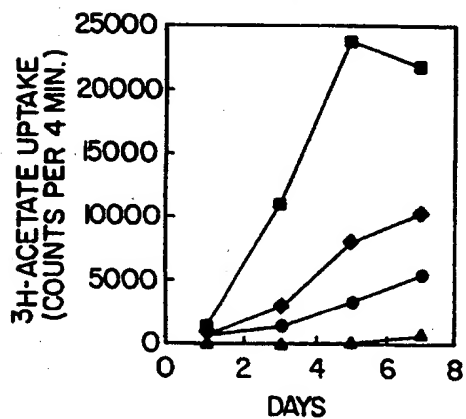 25000
20000
15000
10000
5000
0
0 2 4 6 8
DAYS
3H-ACETATE UPTAKE
(COUNTS PER 4 MIN.)